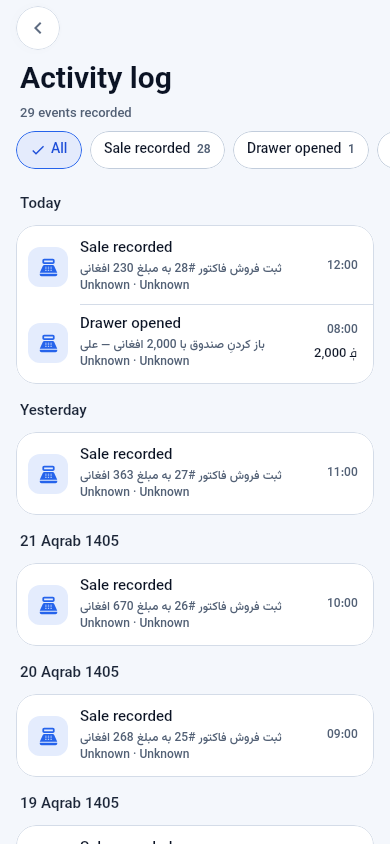 Activity log
29 events recorded
All
Sale recorded 28
Drawer opened 1
Today
Sale recorded
12:00
ثبت فروش فاکتور #28 به مبلغ 230 افغانی
Unknown · Unknown
Drawer opened
08:00
باز کردنِ صندوق با 2,000 افغانی — علی
2,000 ؋
Unknown · Unknown
Yesterday
Sale recorded
11:00
ثبت فروش فاکتور #27 به مبلغ 363 افغانی
Unknown · Unknown
21 Aqrab 1405
Sale recorded
10:00
ثبت فروش فاکتور #26 به مبلغ 670 افغانی
Unknown · Unknown
20 Aqrab 1405
Sale recorded
09:00
ثبت فروش فاکتور #25 به مبلغ 268 افغانی
Unknown · Unknown
19 Aqrab 1405